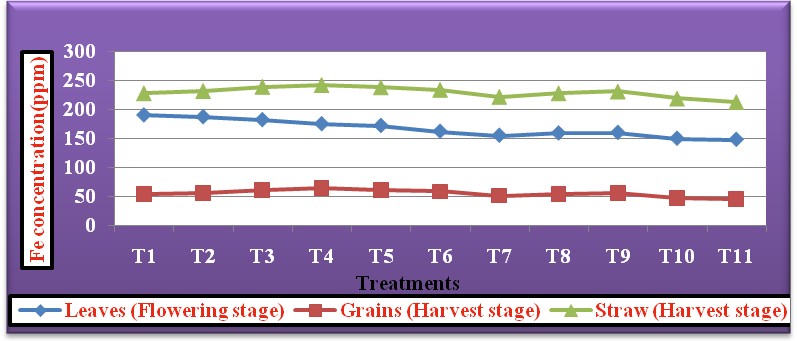 Fe concentration(ppm)
300
250
200
150
100
50
0
T1 T2 T3 T4 T5 T6 T7 T8 T9 T10 T11
Treatments
Leaves (Flowering stage) Grains (Harvest stage) Straw (Harvest stage)